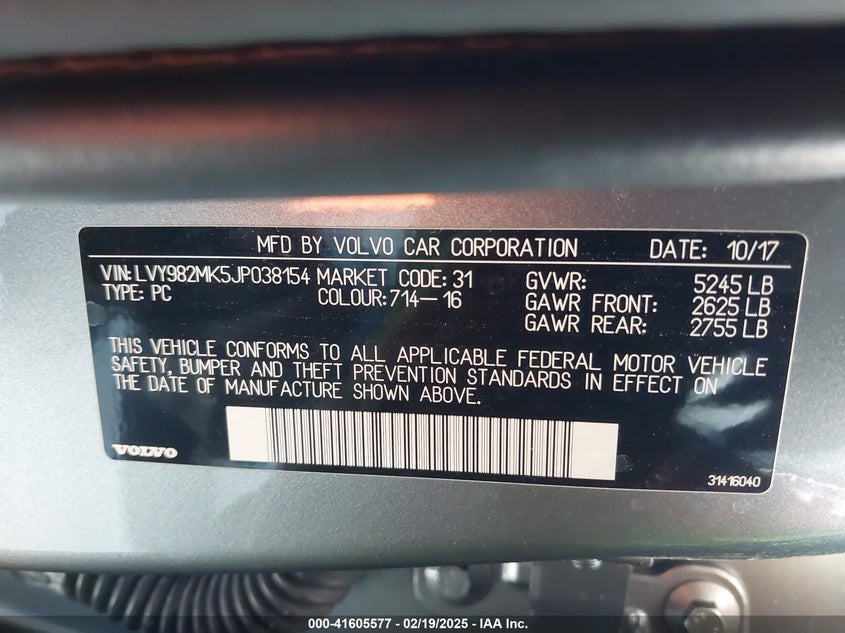 MFD BY VOLVO CAR CORPORATION DATE: 10/17
VIN: LVY982MK5JP038154 MARKET CODE: 31 GVWR: 5245 LB
TYPE: PC COLOUR: 714-16 GAWR FRONT: 2625 LB
GAWR REAR: 2755 LB
THIS VEHICLE CONFORMS TO ALL APPLICABLE FEDERAL MOTOR VEHICLE
SAFETY, BUMPER AND THEFT PREVENTION STANDARDS IN EFFECT ON
THE DATE OF MANUFACTURE SHOWN ABOVE.
VOLVO
31416040
000-41605577 - 02/19/2025 - IAA Inc.